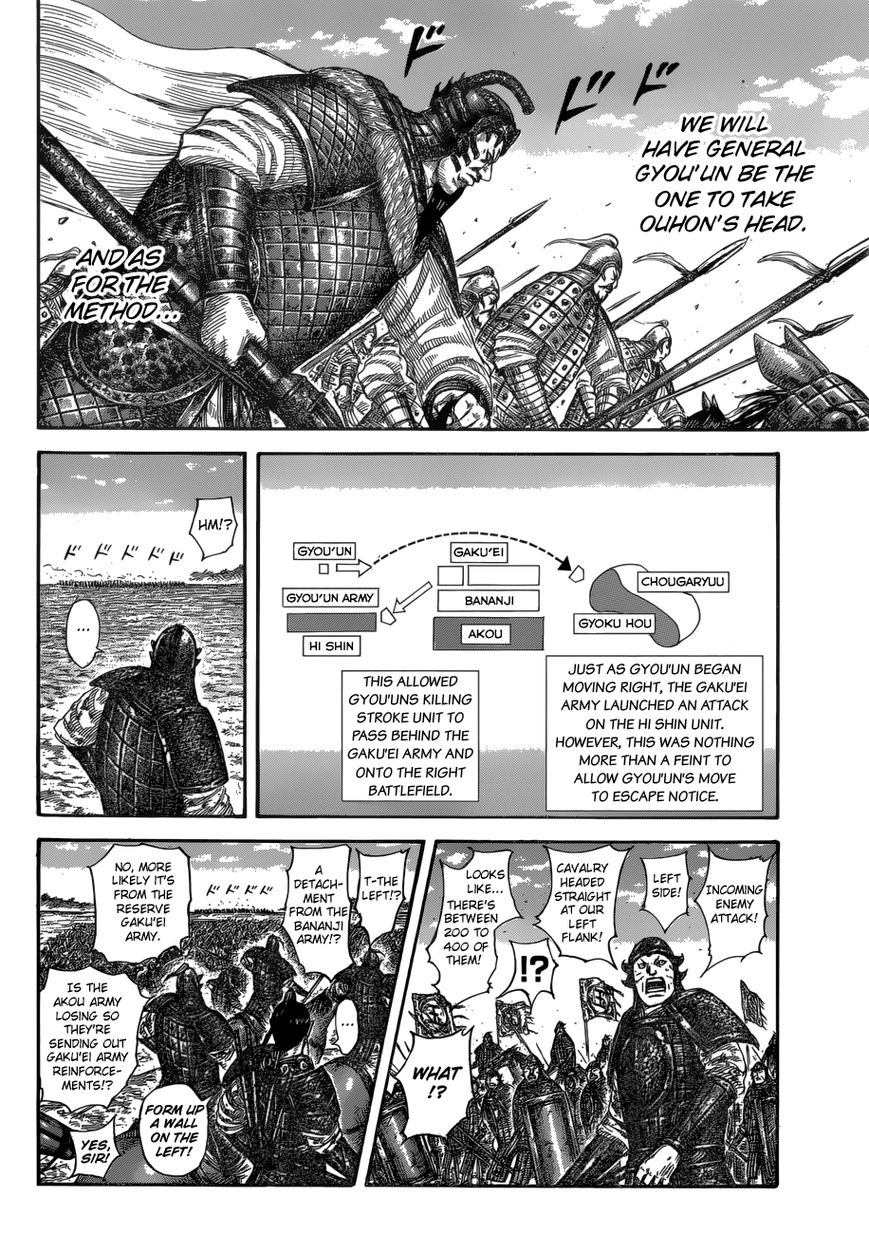 WE WILL
HAVE GENERAL
GYOU'UN BE THE
ONE TO TAKE
OUHON'S HEAD.
ド
ド
ド
AND AS
FOR THE
METHOD...
GYOU'UN
GAKU'EI
GYOU'UN ARMY
BANANJI
HI SHIN
AKOU
CHOUGARYUU
GYOKU HOU
JUST AS GYOU'UN BEGAN
MOVING RIGHT, THE GAKU'EI
ARMY LAUNCHED AN ATTACK
ON THE HI SHIN UNIT.
HOWEVER, THIS WAS NOTHING
MORE THAN A FEINT TO
ALLOW GYOU'UN'S MOVE
TO ESCAPE NOTICE.
THIS ALLOWED
GYOU'UNS KILLING
STROKE UNIT TO
PASS BEHIND THE
GAKU'EI ARMY AND
ONTO THE RIGHT
BATTLEFIELD.
HM!?
ドドドドド
...
INCOMING
ENEMY
ATTACK!
LEFT
SIDE!
CAVALRY
HEADED
STRAIGHT
AT OUR
LEFT
FLANK!
LOOKS
LIKE...
THERE'S
BETWEEN
200 TO
400 OF
THEM!
!?
WHAT
!?
T-THE
LEFT!?
A
DETACH-
MENT
FROM THE
BANANJI
ARMY!?
ドドドド
NO, MORE
LIKELY IT'S
FROM THE
RESERVE
GAKU'EI
ARMY.
IS THE
AKOU ARMY
LOSING SO
THEY'RE
SENDING OUT
GAKU'EI ARMY
REINFORCE-
MENTS!?
...
FORM UP
A WALL
ON THE
LEFT!
YES,
SIR!